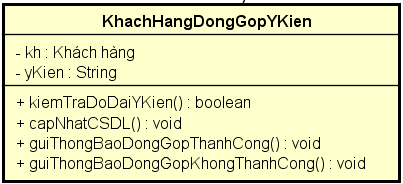 KhachHangDongGopYKien
- kh : Khách hàng
- yKien : String
+ kiemTraDoDaiYKien() : boolean
+ capNhatCSDL() : void
+ guiThongBaoDongGopThanhCong() : void
+ guiThongBaoDongGopKhongThanhCong() : void